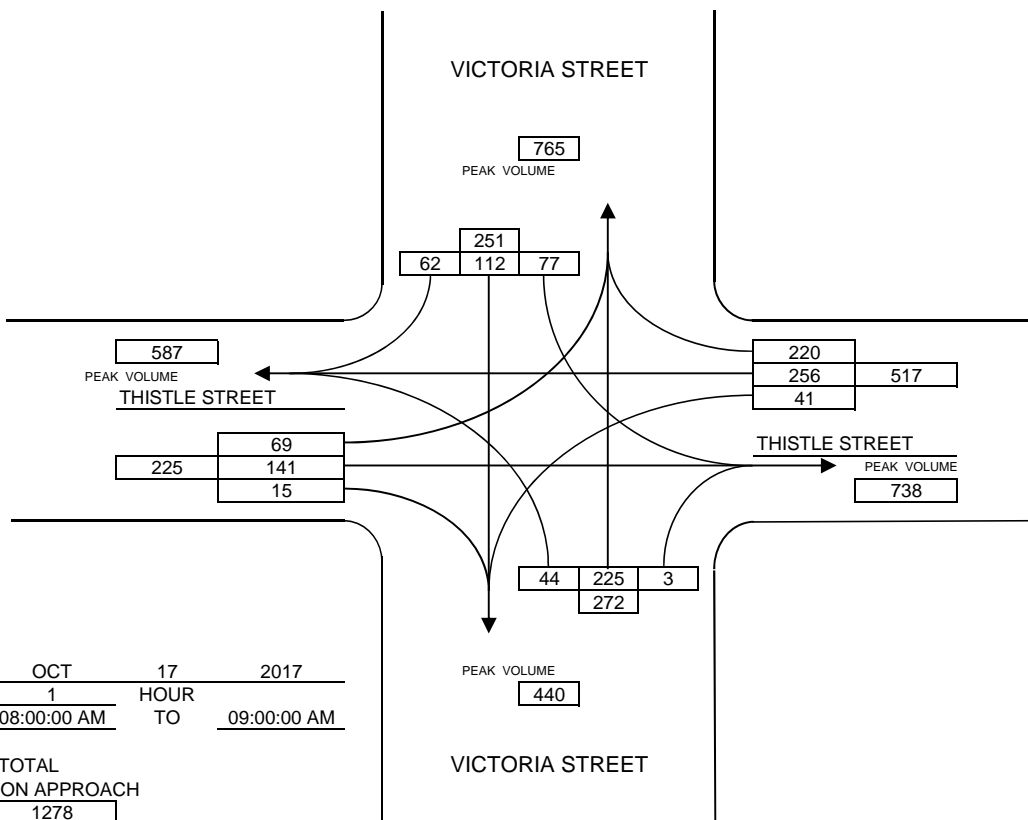 VICTORIA STREET
765
PEAK VOLUME
251
62 112 77
587
PEAK VOLUME
THISTLE STREET
220
256 517
41
69
225 141
15
THISTLE STREET
PEAK VOLUME
738
44 225 3
272
PEAK VOLUME
440
VICTORIA STREET
OCT 17 2017
1 HOUR
08:00:00 AM TO 09:00:00 AM
TOTAL
ON APPROACH
1278